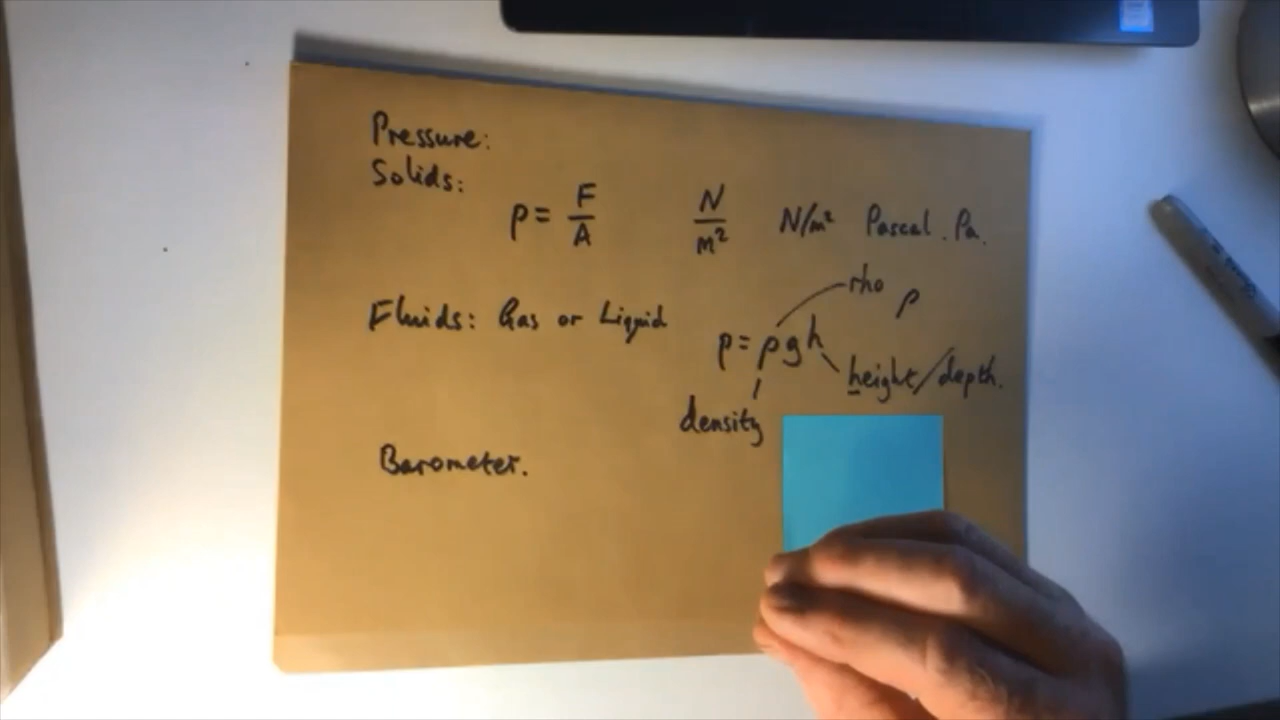 Pressure:
Solids:
p = F/A N/m² N/m² Pascal. Pa.
rho ρ
Fluids: Gas or Liquid p = ρgh
height/depth.
density
Barometer.